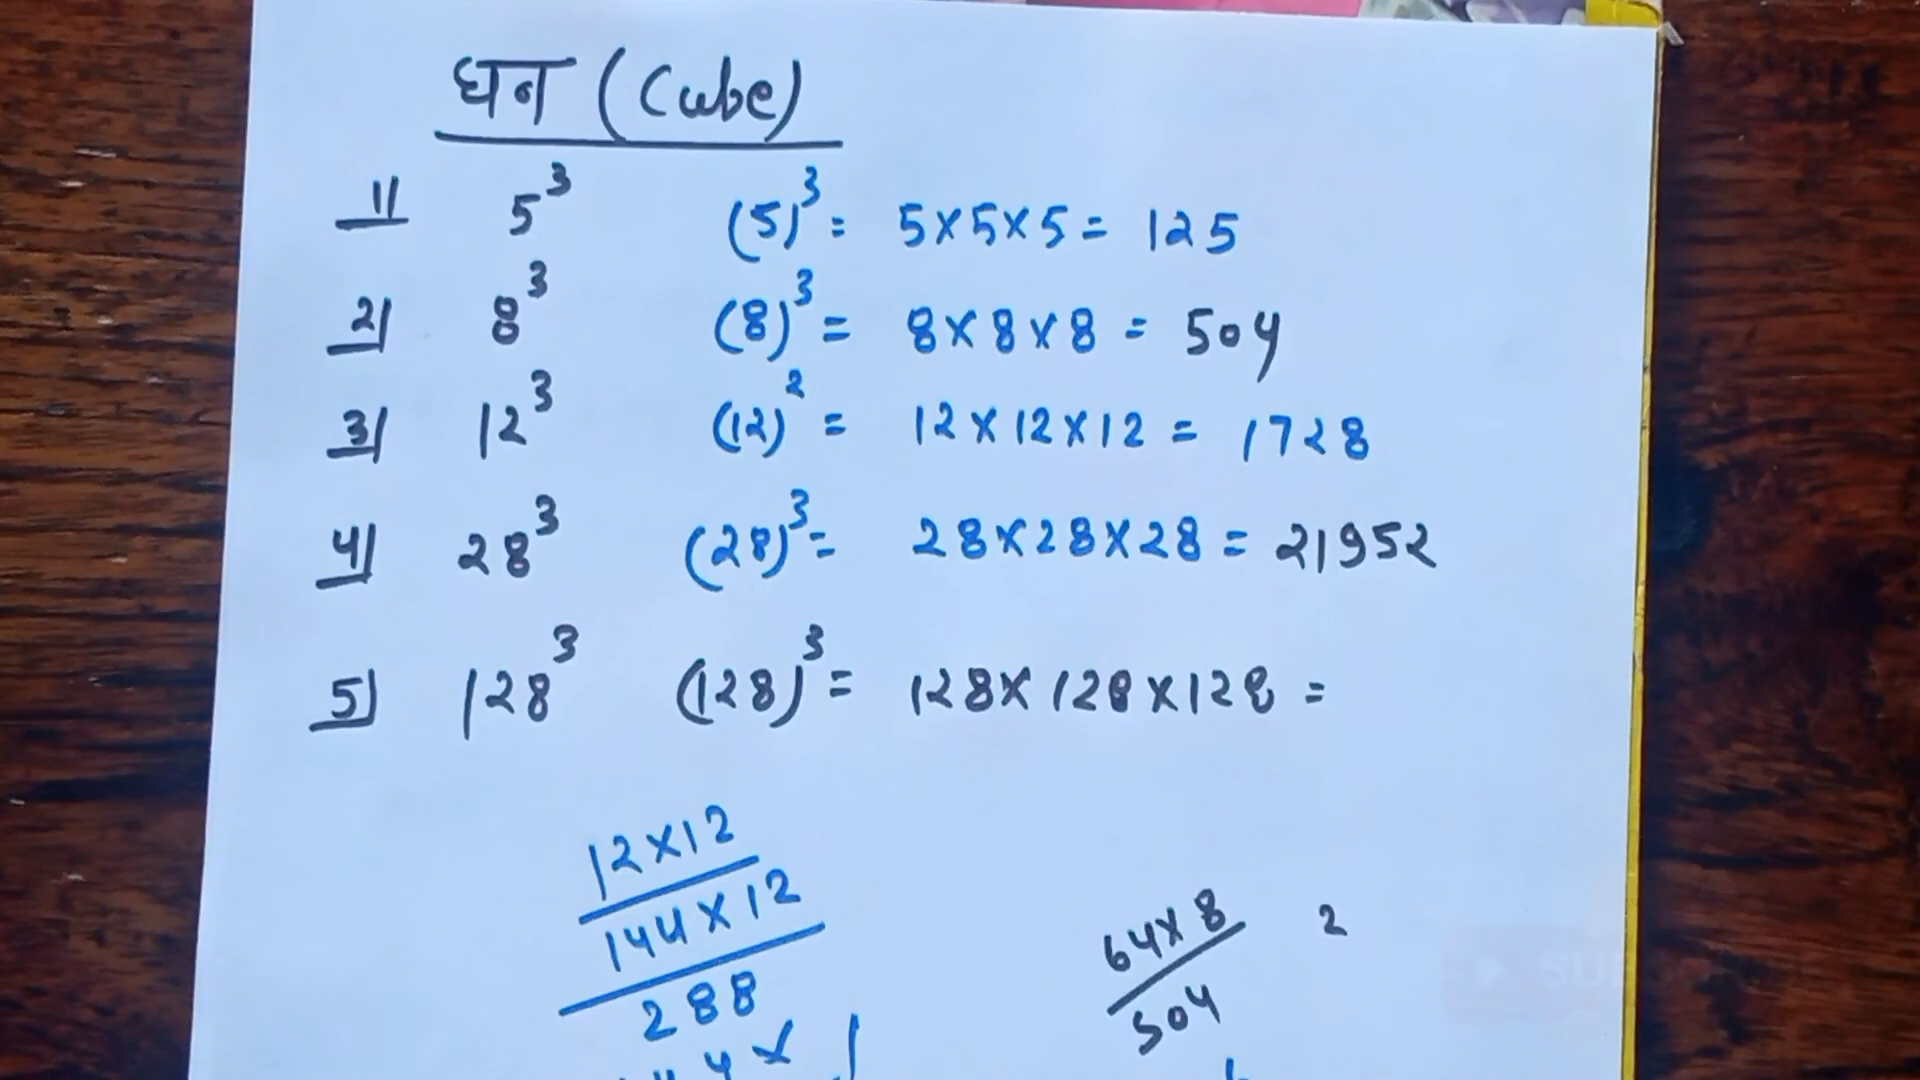 घन (Cube)
1) 5³ (5)³ = 5×5×5 = 125
2) 8³ (8)³ = 8×8×8 = 504
3) 12³ (12)² = 12×12×12 = 1728
4) 28³ (28)³ = 28×28×28 = 21952
5) 128³ (128)³ = 128×128×128 =
12×12
144×12
288
64×8 2
504